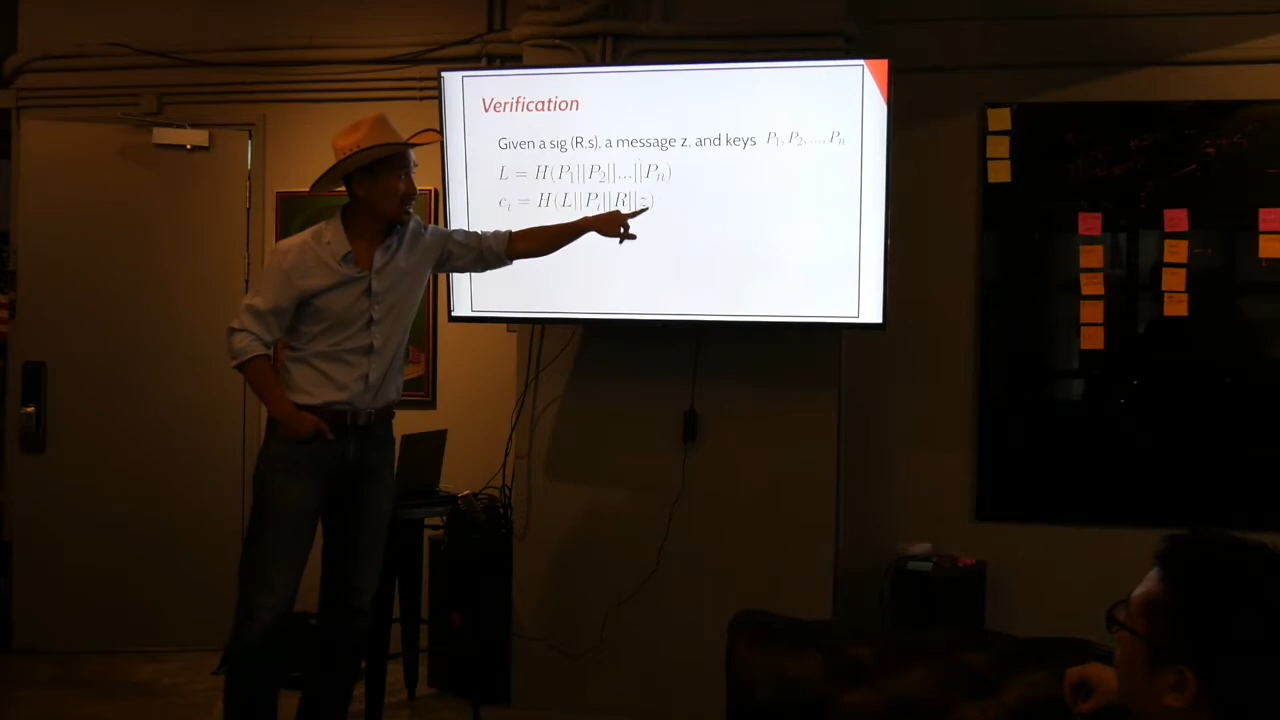 Verification
Given a sig (R,s), a message z, and keys P₁, P₂, ..., Pₙ
L = H(P₁||P₂||...||Pₙ)
cᵢ = H(L||Pᵢ||R||z)